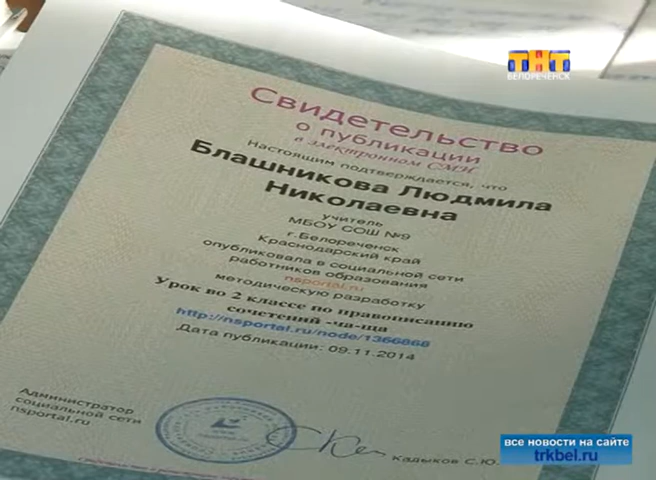 ТНТ
БЕЛОРЕЧЕНСК
Свидетельство
о публикации
в электронном СМИ
Настоящим подтверждается, что
Блашникова Людмила
Николаевна
учитель
МБОУ СОШ №9
г.Белореченск
Краснодарский край
опубликовала в социальной сети
работников образования
nsportal.ru
методическую разработку
Урок во 2 классе по правописанию
сочетаний -ча-ща
http://nsportal.ru/node/1366868
Дата публикации: 09.11.2014
Администратор
социальной сети
nsportal.ru
Кадыков С.Ю.
все новости на сайте
trkbel.ru